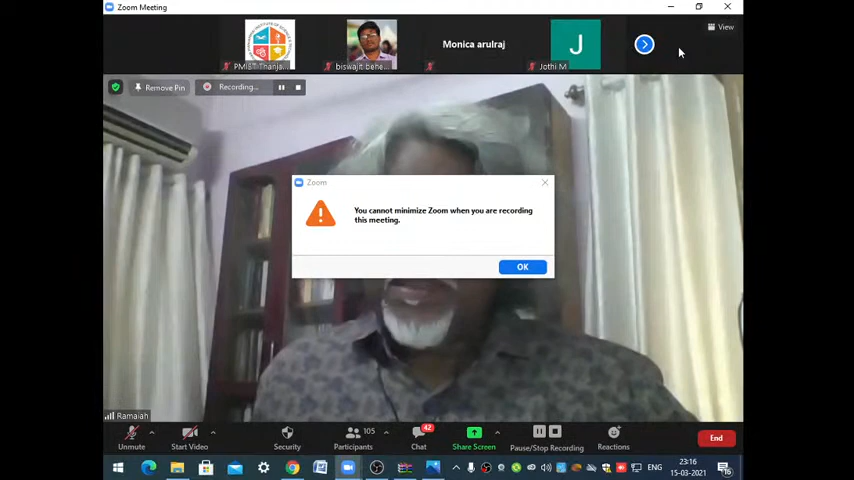 Zoom Meeting
View
PMIST Thanja...
biswajit behe...
Monica arulraj
J
Jothi M
Remove Pin
Recording...
Zoom
You cannot minimize Zoom when you are recording
this meeting.
OK
Ramaiah
Unmute
Start Video
Security
105
Participants
42
Chat
Share Screen
Pause/Stop Recording
Reactions
End
ENG
23:16
15-03-2021
16